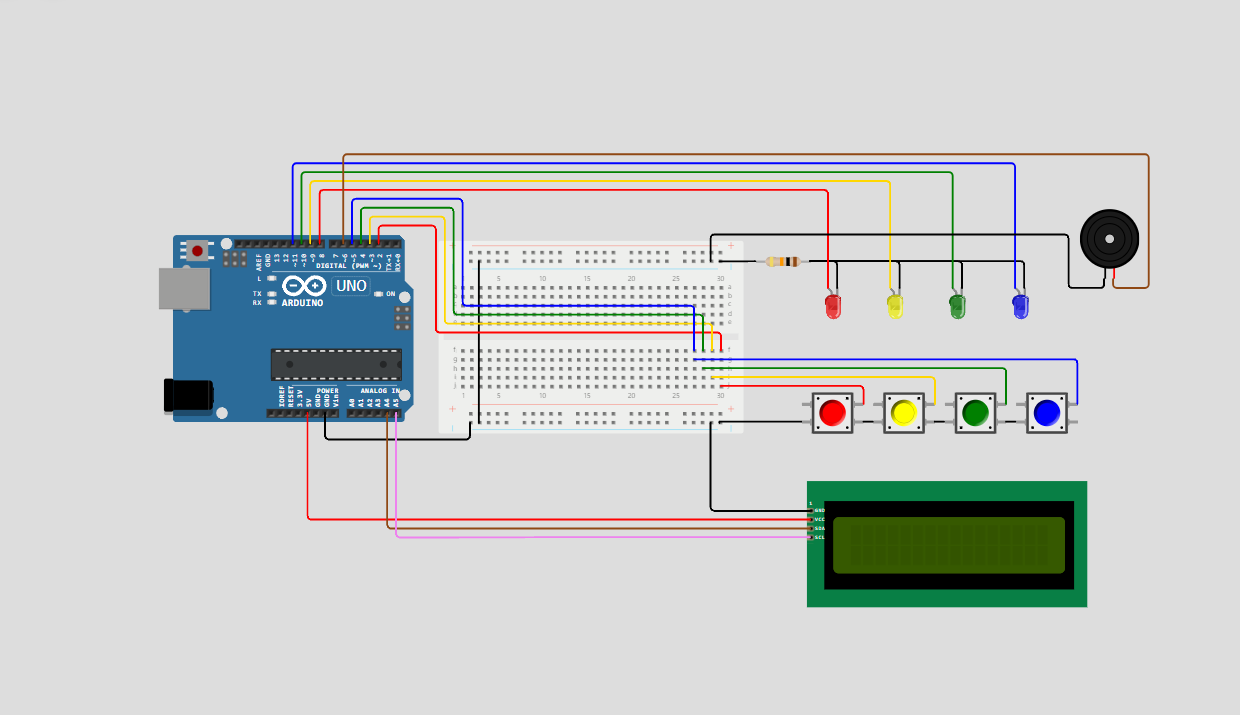 AREF
GND
13
12
~11
~10
~9
8
7
~6
~5
4
~3
2
TX→1
RX←0
DIGITAL (PWM ~)
L
TX
RX
UNO
ON
ARDUINO
IOREF
RESET
3.3V
5V
GND
GND
Vin
POWER
ANALOG IN
A0
A1
A2
A3
A4
A5
5 10 15 20 25 30
a
b
c
d
e
f
g
h
i
j
1 5 10 15 20 25 30
1
GND
VCC
SDA
SCL